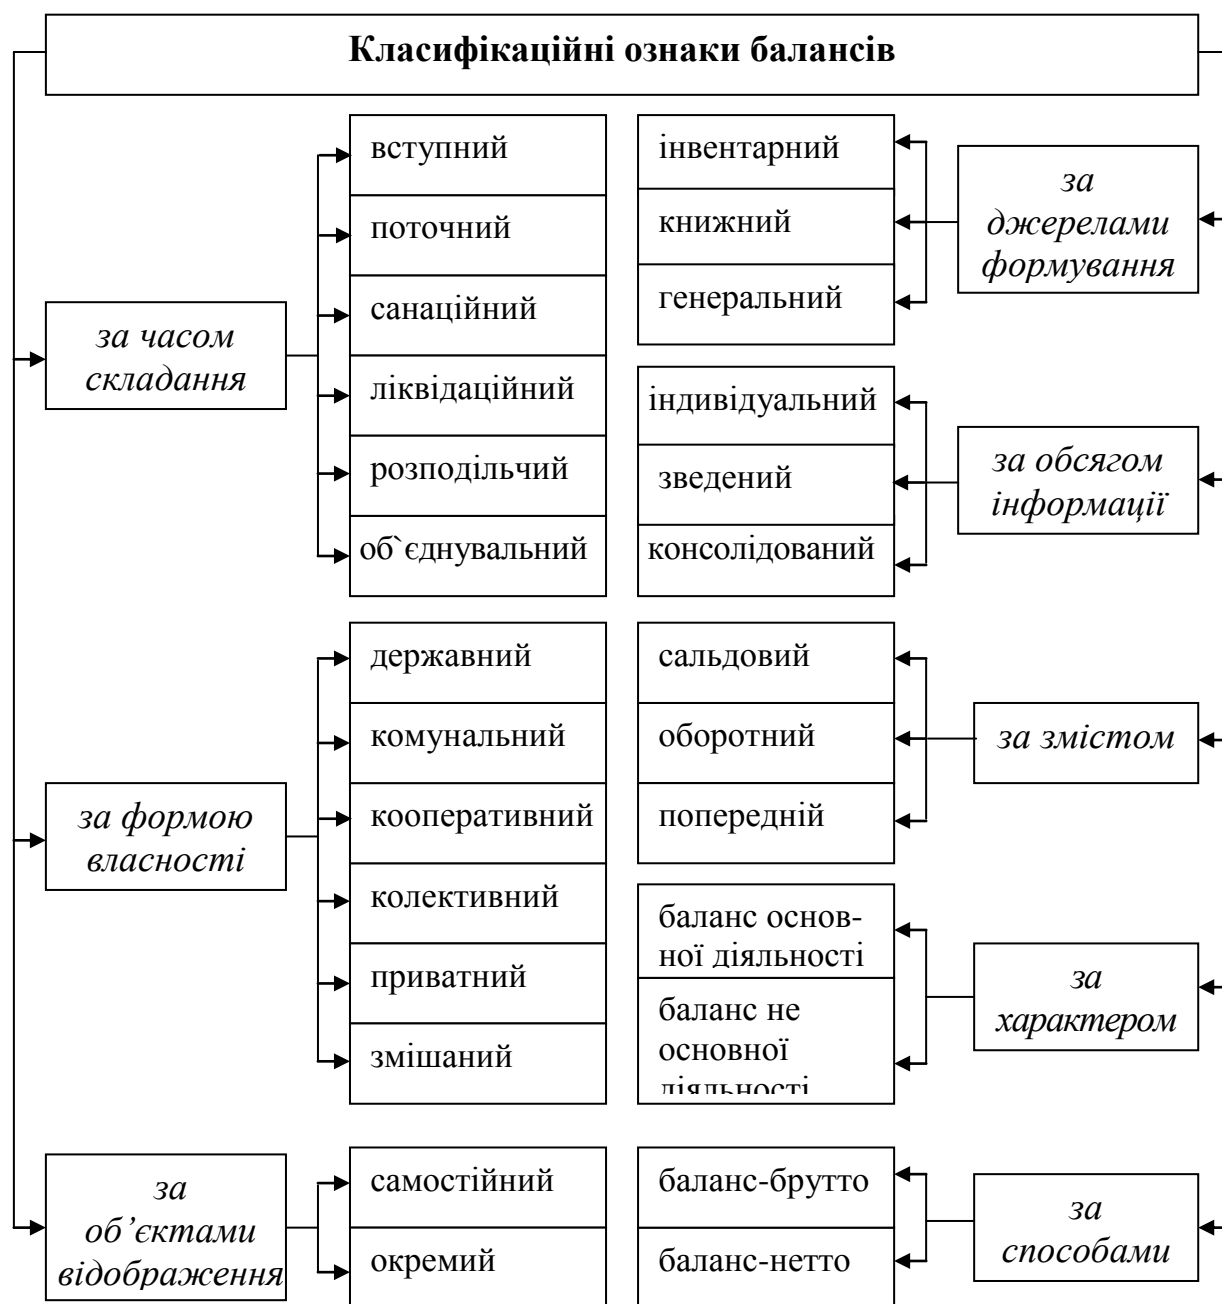 Класифікаційні ознаки балансів
за часом
складання
вступний
поточний
санаційний
ліквідаційний
розподільчий
об`єднувальний
за формою
власності
державний
комунальний
кооперативний
колективний
приватний
змішаний
за
об’єктами
відображення
самостійний
окремий
інвентарний
книжний
генеральний
за
джерелами
формування
індивідуальний
зведений
консолідований
за обсягом
інформації
сальдовий
оборотний
попередній
за змістом
баланс основ-
ної діяльності
баланс не
основної
діяльності
за
характером
баланс-брутто
баланс-нетто
за
способами